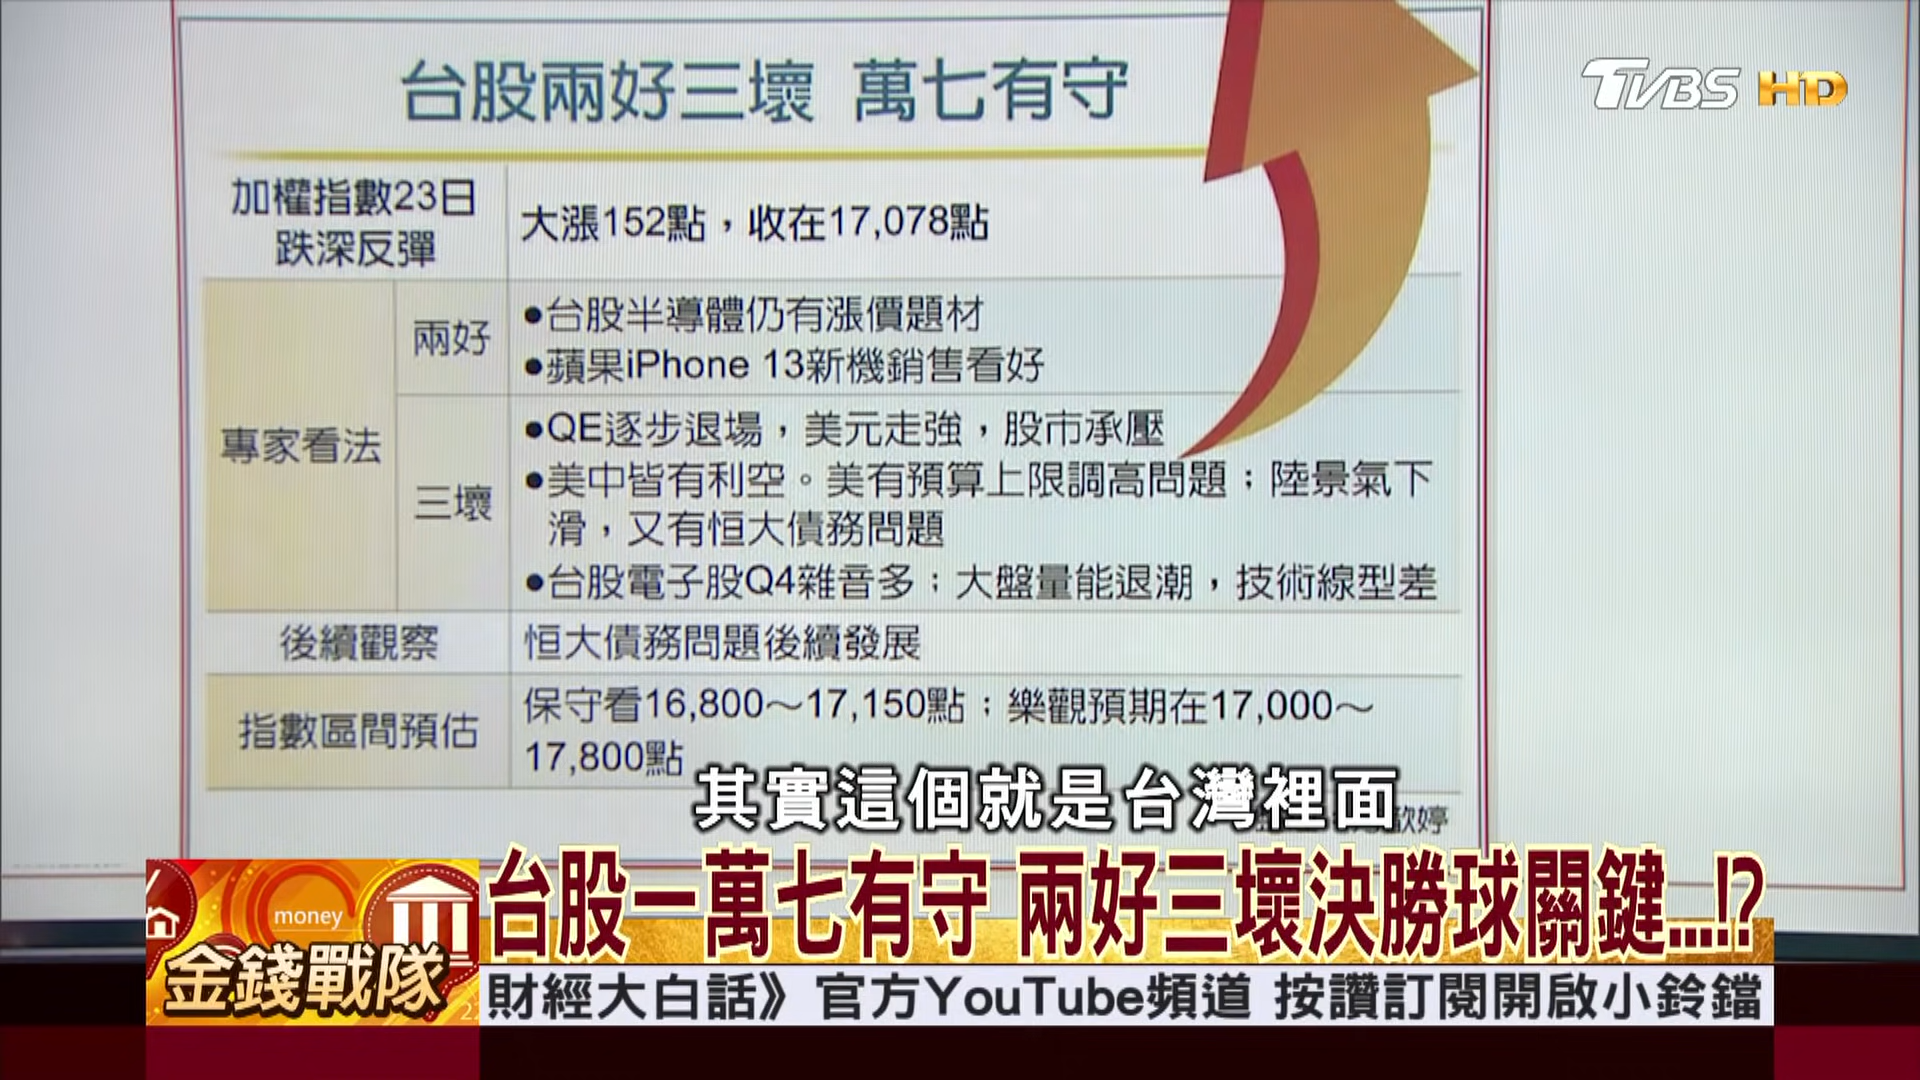 台股兩好三壞 萬七有守
TVBS HD
加權指數23日
跌深反彈
大漲152點，收在17,078點
專家看法
兩好
●台股半導體仍有漲價題材
●蘋果iPhone 13新機銷售看好
三壞
●QE逐步退場，美元走強，股市承壓
●美中皆有利空。美有預算上限調高問題；陸景氣下
滑，又有恒大債務問題
●台股電子股Q4雜音多；大盤量能退潮，技術線型差
後續觀察
恒大債務問題後續發展
指數區間預估
保守看16,800～17,150點；樂觀預期在17,000～
17,800點
歆婷
其實這個就是台灣裡面
money
金錢戰隊
台股一萬七有守 兩好三壞決勝球關鍵...!?
財經大白話》官方YouTube頻道 按讚訂閱開啟小鈴鐺